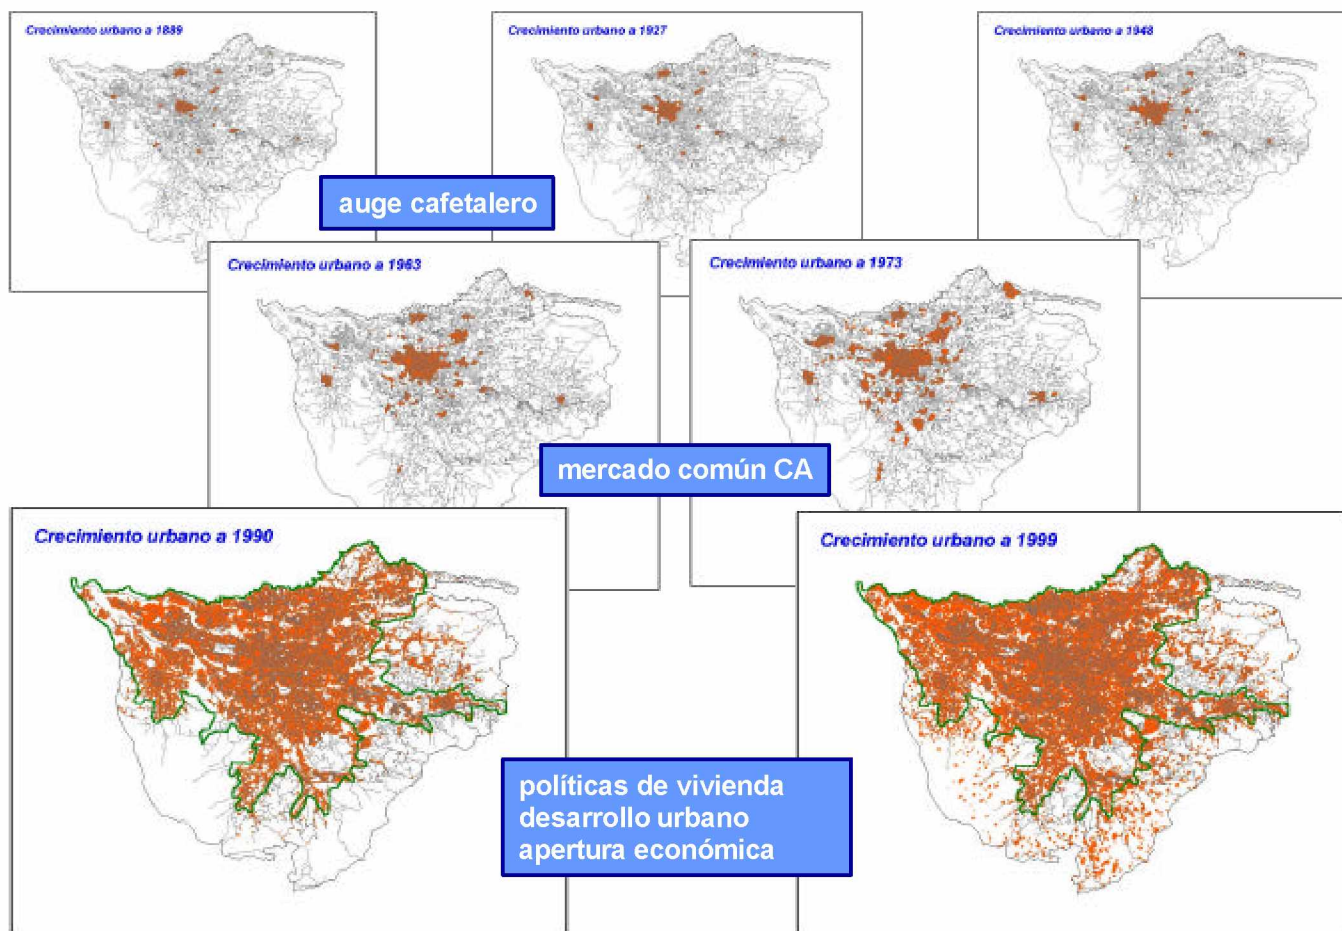 Crecimiento urbano a 1889
Crecimiento urbano a 1927
Crecimiento urbano a 1948
auge cafetalero
Crecimiento urbano a 1963
Crecimiento urbano a 1973
mercado común CA
Crecimiento urbano a 1990
Crecimiento urbano a 1999
políticas de vivienda
desarrollo urbano
apertura económica